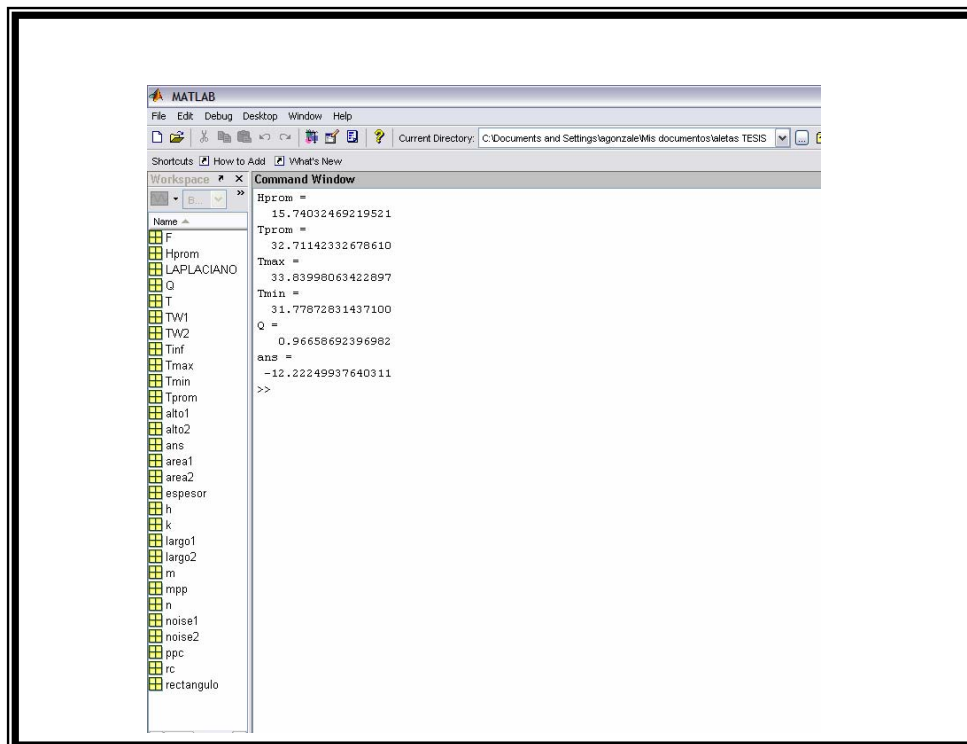 MATLAB
File Edit Debug Desktop Window Help
Current Directory: C:\Documents and Settings\agonzale\Mis documentos\aletas TESIS
Shortcuts How to Add What's New
Workspace
B...
Name
F
Hprom
LAPLACIANO
Q
T
TW1
TW2
Tinf
Tmax
Tmin
Tprom
alto1
alto2
ans
area1
area2
espesor
h
k
largo1
largo2
m
mpp
n
noise1
noise2
ppc
rc
rectangulo
Command Window
Hprom =
15.74032469219521
Tprom =
32.71142332678610
Tmax =
33.83998063422897
Tmin =
31.77872831437100
Q =
0.96658692396982
ans =
-12.22249937640311
>>